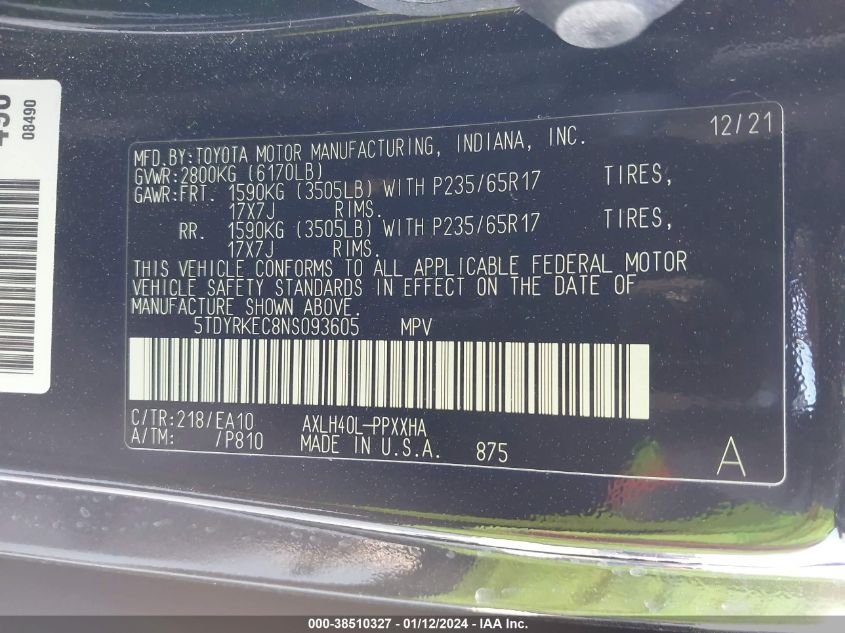 08490
12/21
MFD.BY:TOYOTA MOTOR MANUFACTURING, INDIANA, INC.
GVWR:2800KG (6170LB)
GAWR:FRT. 1590KG (3505LB) WITH P235/65R17 TIRES,
17X7J RIMS.
RR. 1590KG (3505LB) WITH P235/65R17 TIRES,
17X7J RIMS.
THIS VEHICLE CONFORMS TO ALL APPLICABLE FEDERAL MOTOR
VEHICLE SAFETY STANDARDS IN EFFECT ON THE DATE OF
MANUFACTURE SHOWN ABOVE.
5TDYRKEC8NS093605 MPV
C/TR:218/EA10 AXLH40L-PPXXHA
A/TM: /P810 MADE IN U.S.A. 875
A
000-38510327 - 01/12/2024 - IAA Inc.